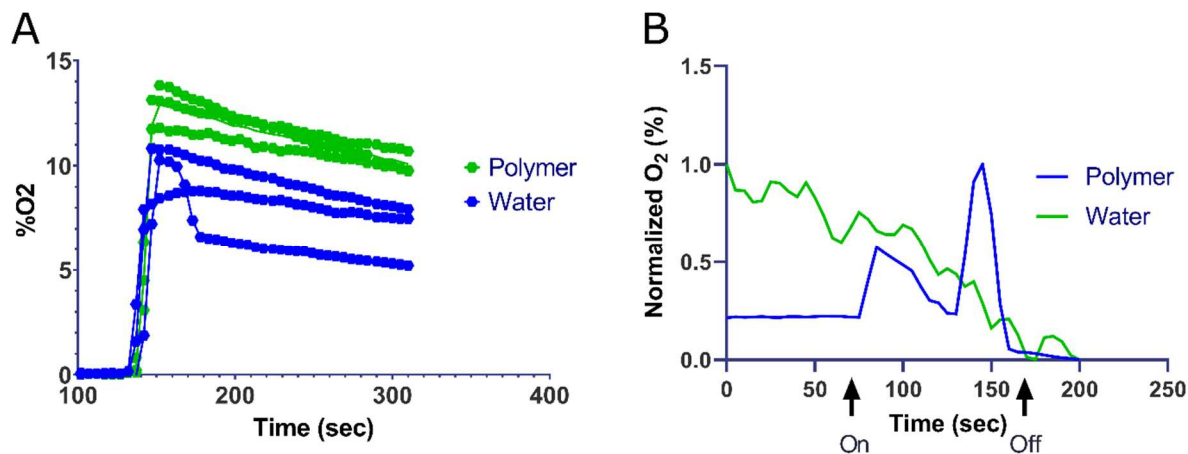 A
%O2
15
10
5
0
100
200
300
400
Time (sec)
Polymer
Water
B
Normalized O₂ (%)
1.5
1.0
0.5
0.0
0
50
100
150
200
250
Time (sec)
On
Off
Polymer
Water